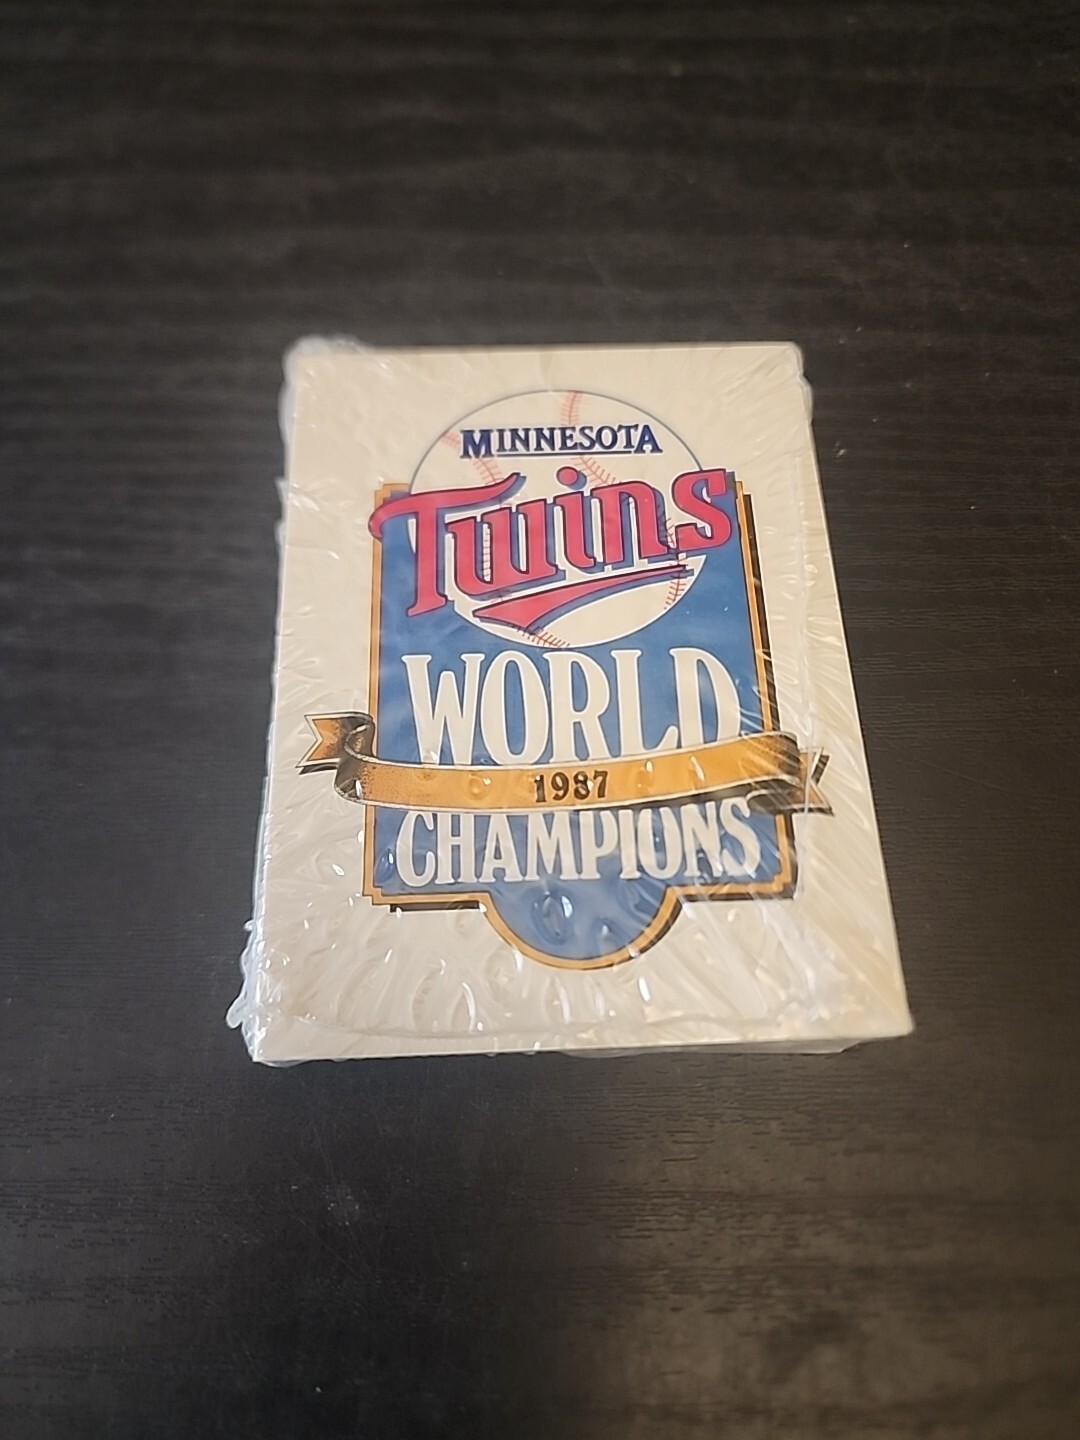 MINNESOTA
Twins
WORLD
1987
CHAMPIONS